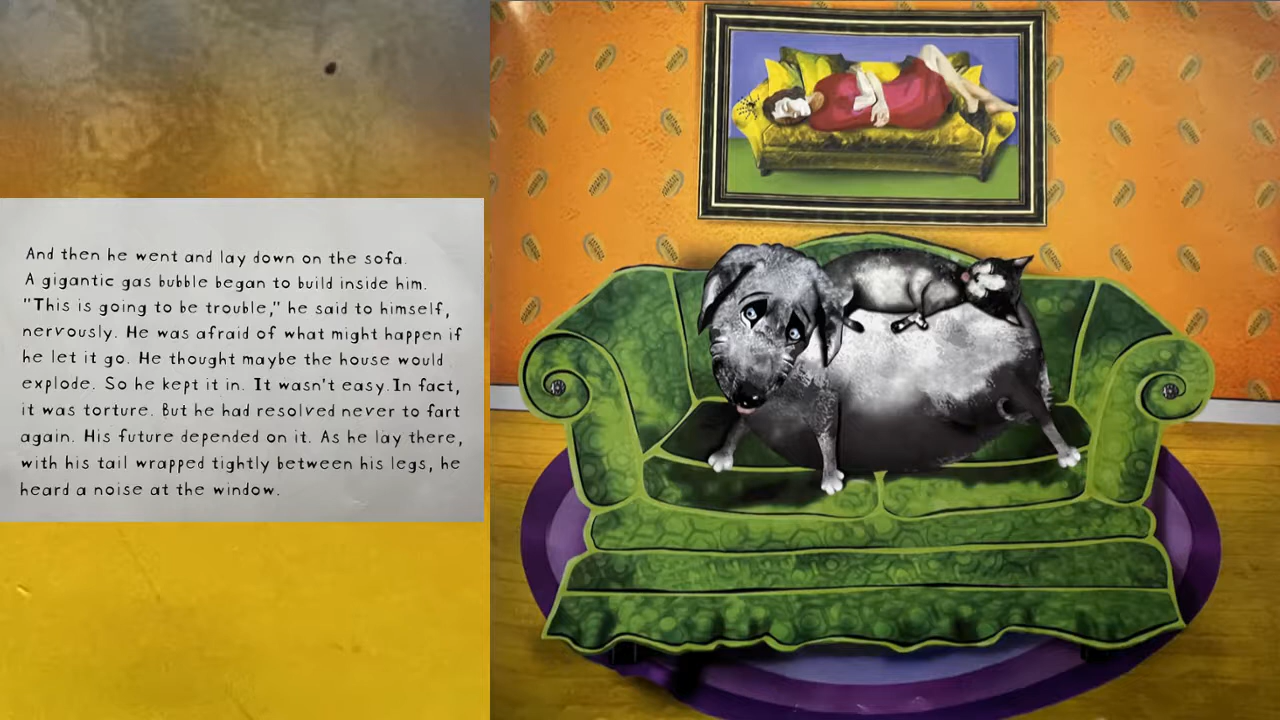 And then he went and lay down on the sofa.
A gigantic gas bubble began to build inside him.
"This is going to be trouble," he said to himself,
nervously. He was afraid of what might happen if
he let it go. He thought maybe the house would
explode. So he kept it in. It wasn't easy.In fact,
it was torture. But he had resolved never to fart
again. His future depended on it. As he lay there,
with his tail wrapped tightly between his legs, he
heard a noise at the window.